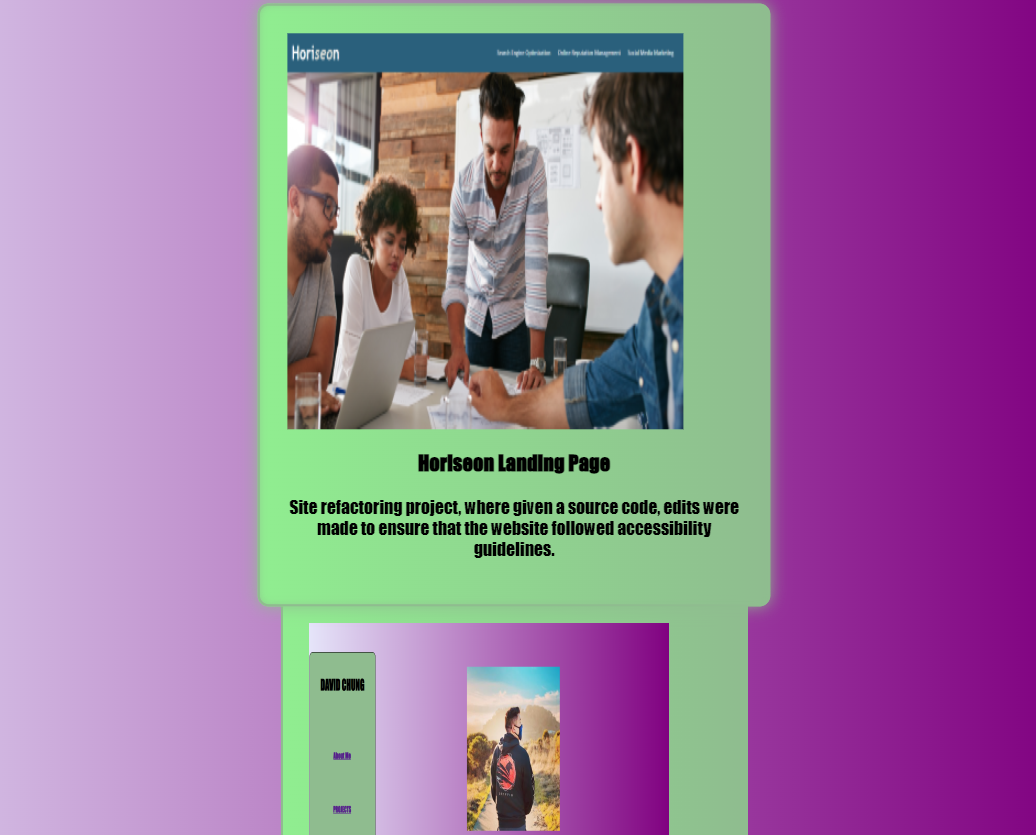 Horiseon
Search Engine Optimization Online Reputation Management Social Media Marketing
Horiseon Landing Page
Site refactoring project, where given a source code, edits were
made to ensure that the website followed accessibility
guidelines.
DAVID CHUNG
About Me
PROJECTS